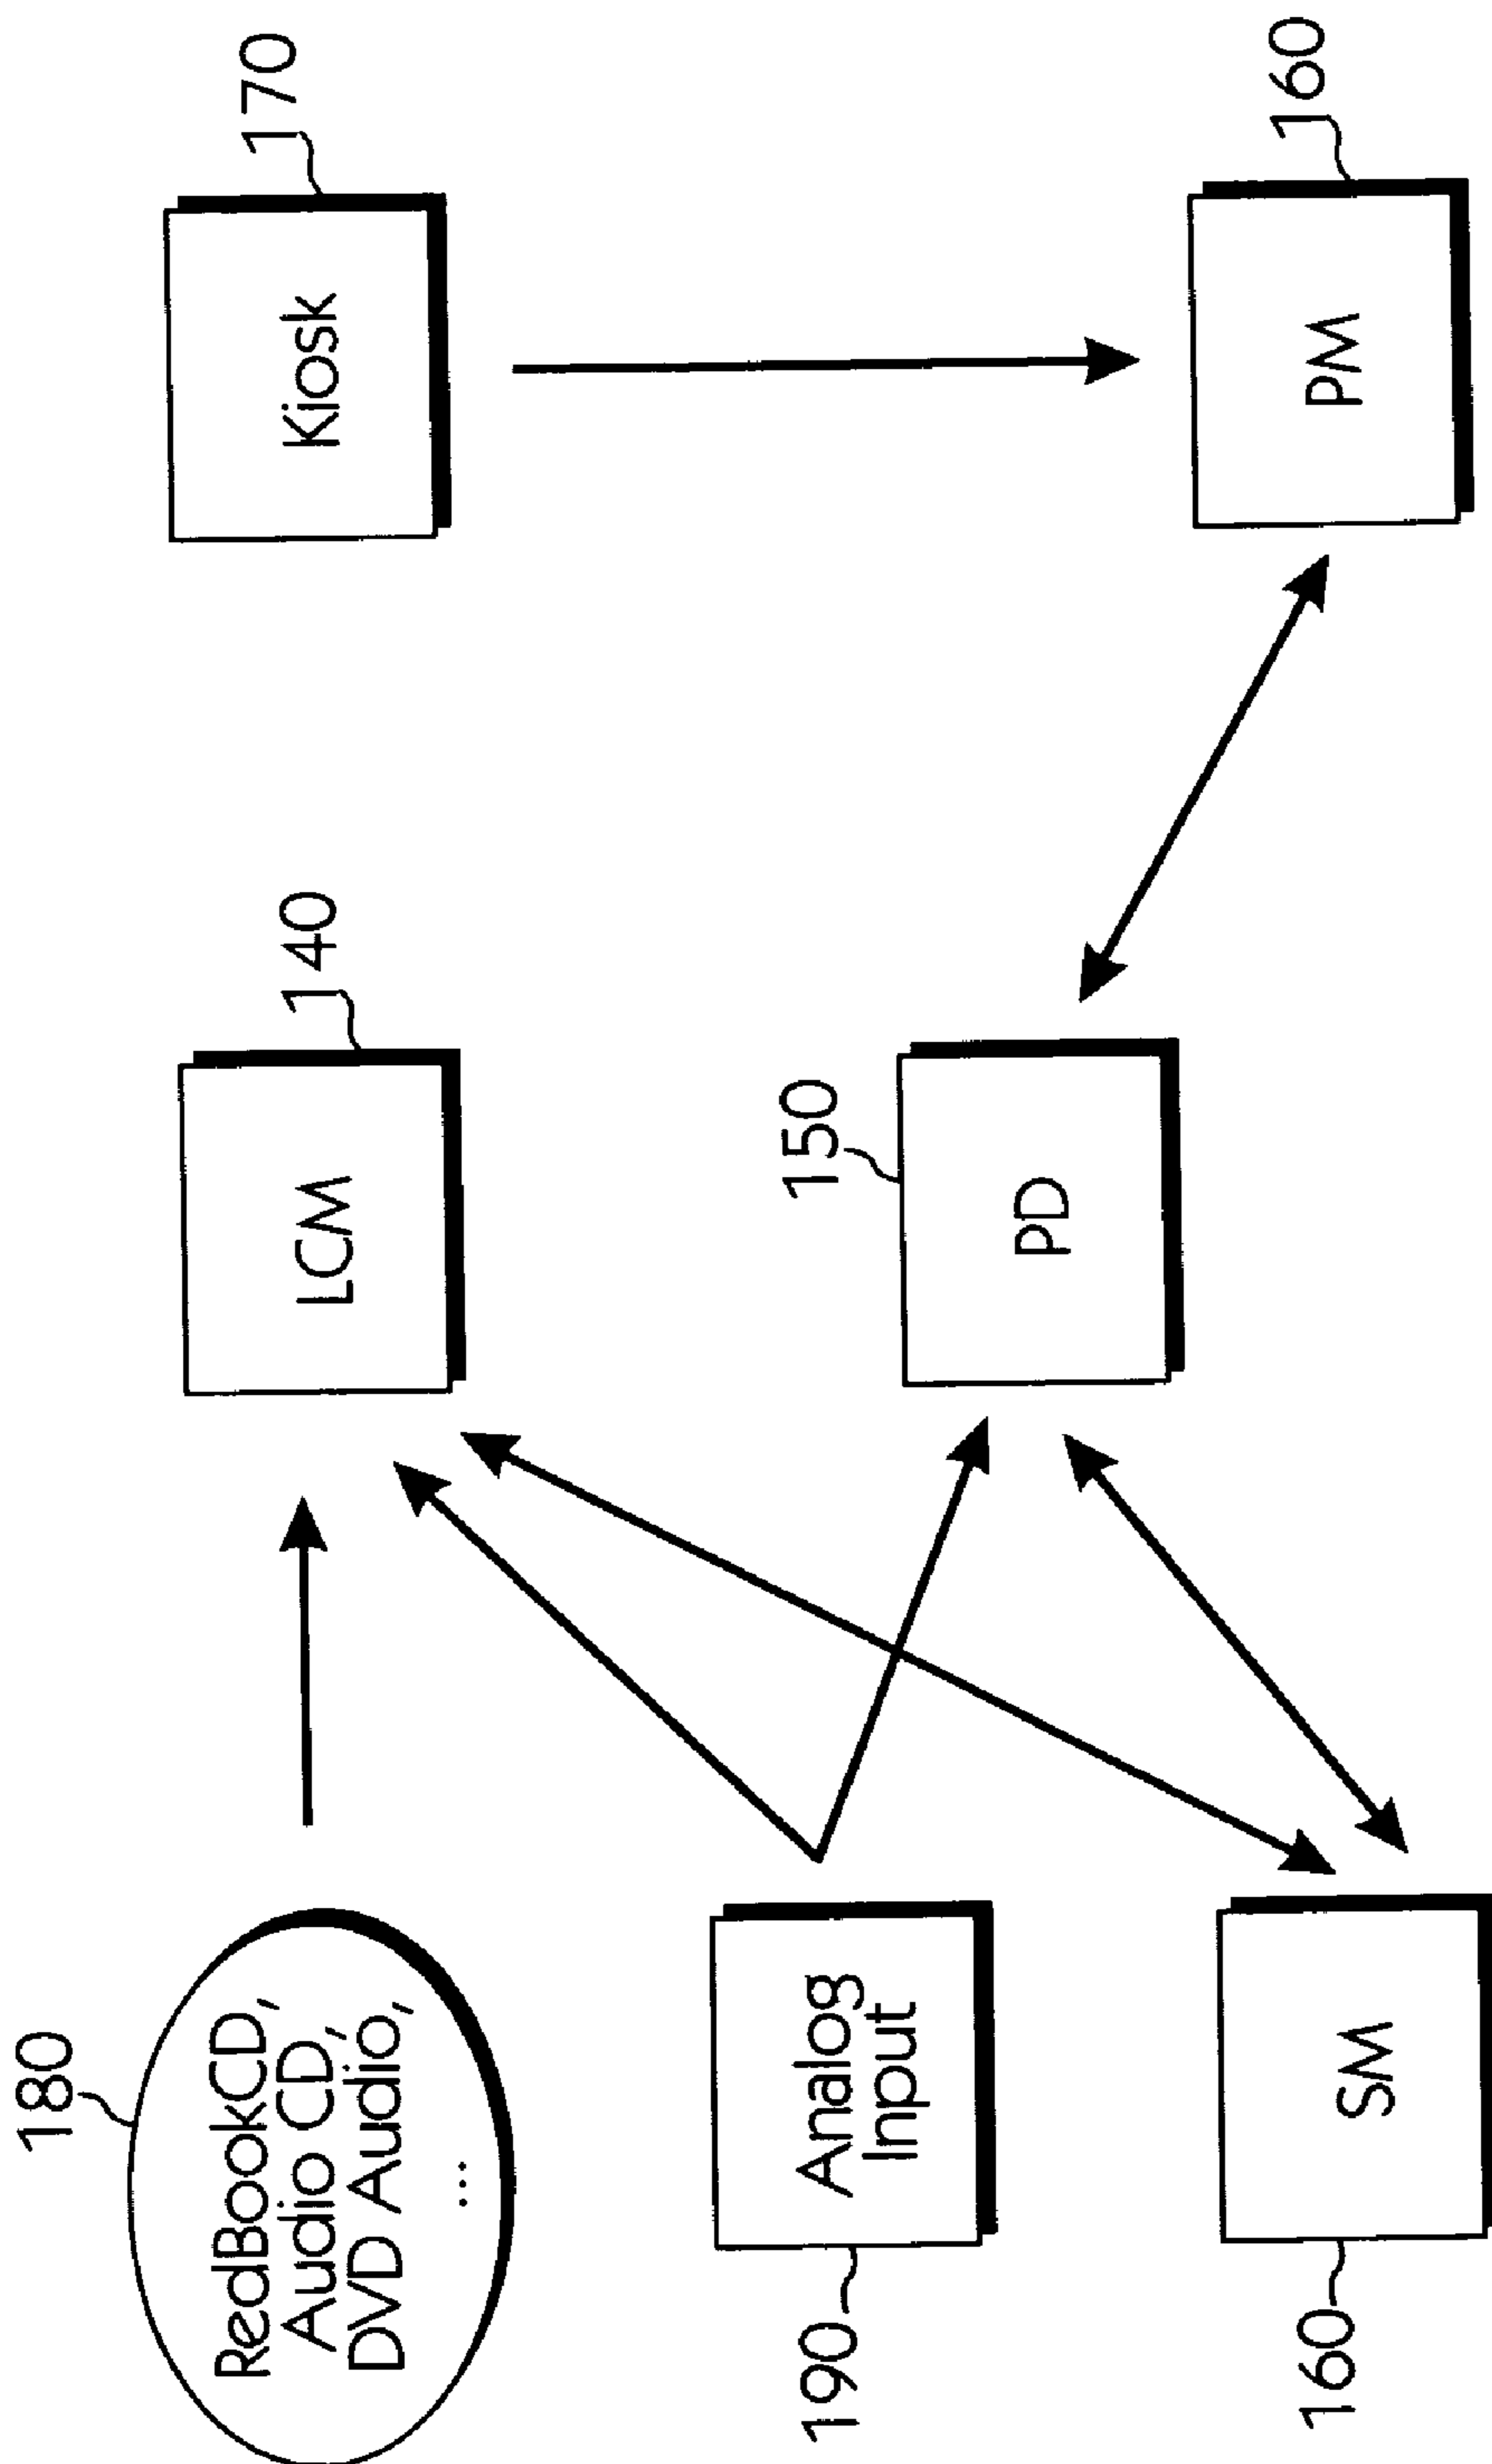 180
RedBookCD,
Audio CD,
DVD Audio,
...
140
LCM
170
Kiosk
190
Analog
Input
150
PD
160
SM
160
PM